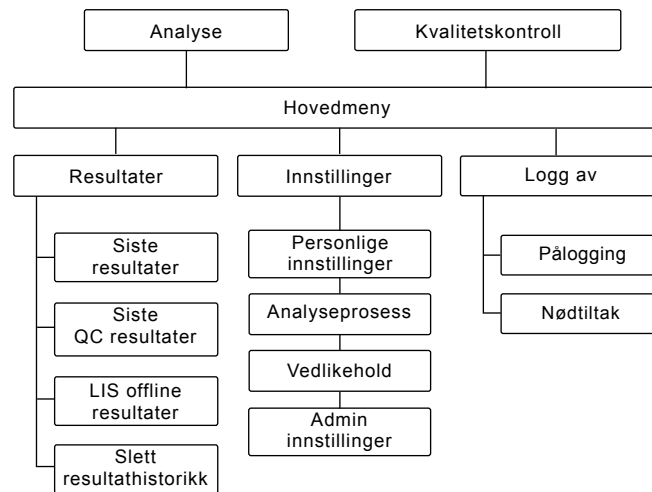 Analyse
Kvalitetskontroll
Hovedmeny
Resultater
Innstillinger
Logg av
Siste
resultater
Siste
QC resultater
LIS offline
resultater
Slett
resultathistorikk
Personlige
innstillinger
Analyseprosess
Vedlikehold
Admin
innstillinger
Pålogging
Nødtiltak